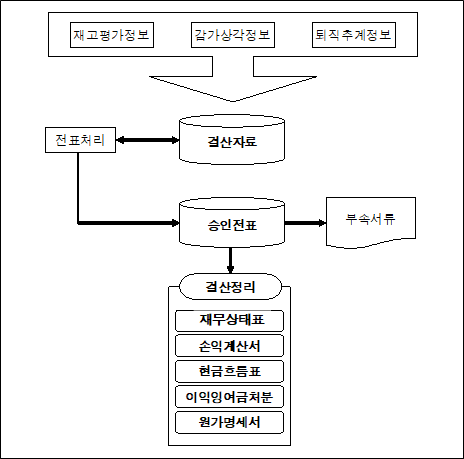 재고평가정보
감가상각정보
퇴직추계정보
전표처리
결산자료
승인전표
부속서류
결산정리
재무상태표
손익계산서
현금흐름표
이익잉여금처분
원가명세서